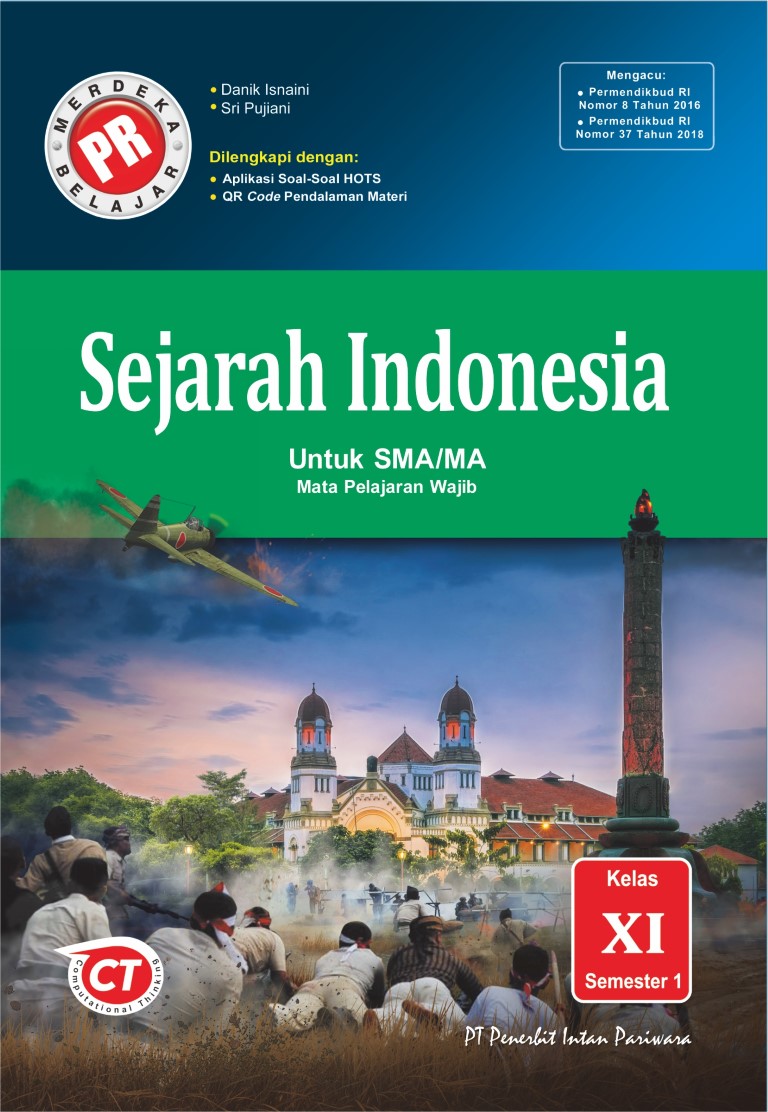 MERDEKA
PR
BELAJAR
• Danik Isnaini
• Sri Pujiani
Dilengkapi dengan:
• Aplikasi Soal-Soal HOTS
• QR Code Pendalaman Materi
Mengacu:
• Permendikbud RI
Nomor 8 Tahun 2016
• Permendikbud RI
Nomor 37 Tahun 2018
Sejarah Indonesia
Untuk SMA/MA
Mata Pelajaran Wajib
Kelas
XI
Semester 1
CT
Computational Thinking
PT Penerbit Intan Pariwara